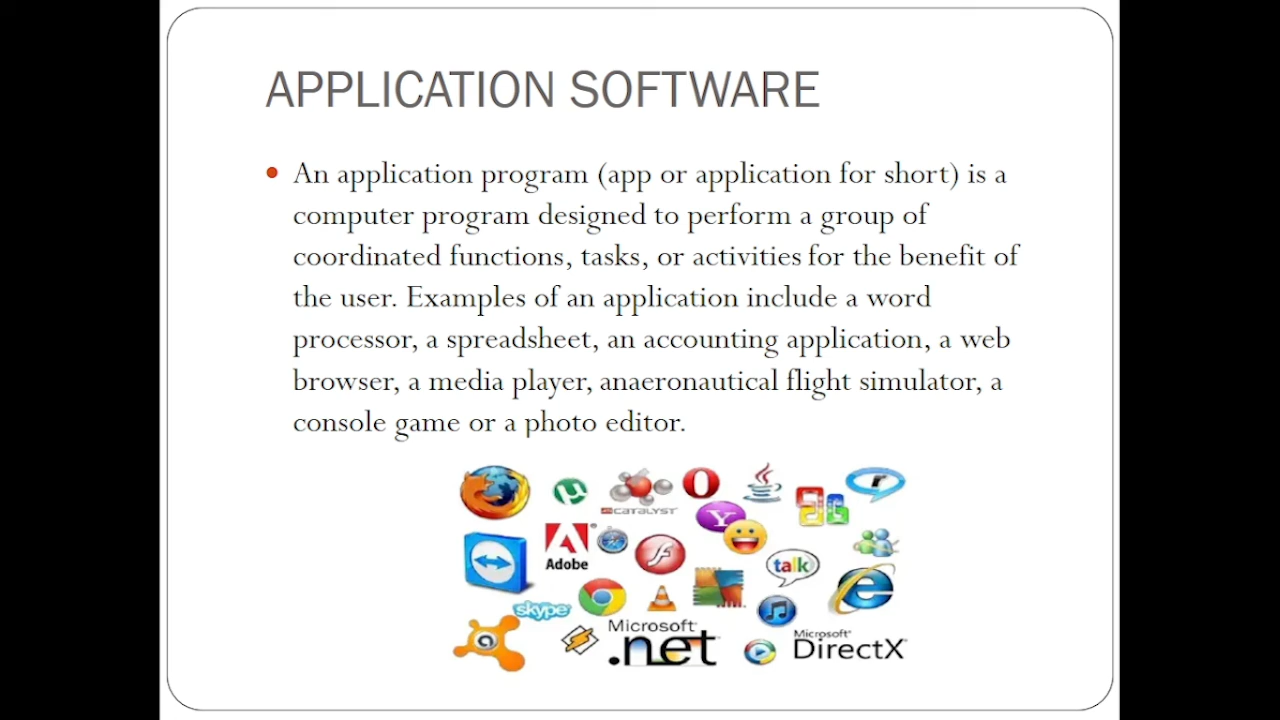 APPLICATION SOFTWARE
• An application program (app or application for short) is a
computer program designed to perform a group of
coordinated functions, tasks, or activities for the benefit of
the user. Examples of an application include a word
processor, a spreadsheet, an accounting application, a web
browser, a media player, anaeronautical flight simulator, a
console game or a photo editor.
CATALYST
Adobe
talk
skype
Microsoft
.net
Microsoft
DirectX